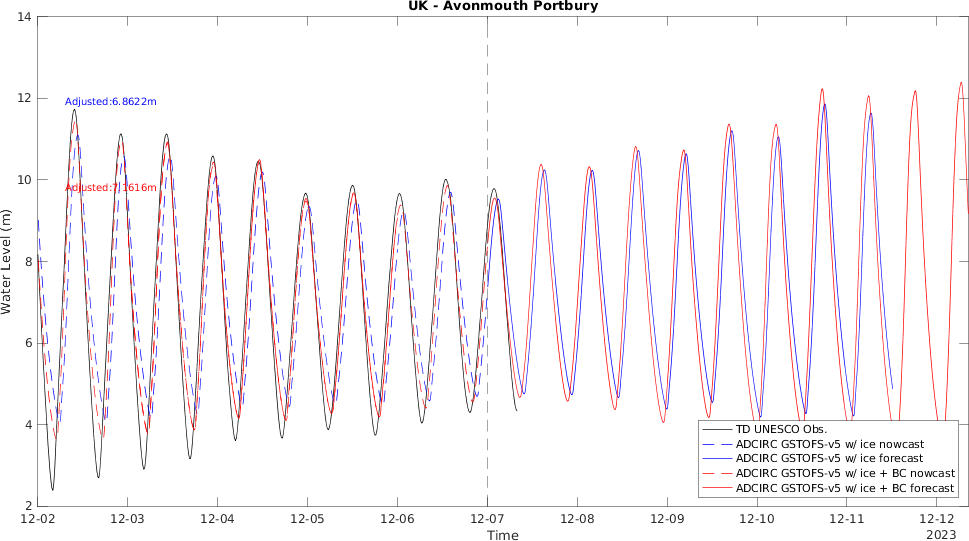 UK - Avonmouth Portbury
14
12
10
8
6
4
2
Water Level (m)
Adjusted:6.8622m
Adjusted:7.1616m
TD UNESCO Obs.
ADCIRC GSTOFS-v5 w/ ice nowcast
ADCIRC GSTOFS-v5 w/ ice forecast
ADCIRC GSTOFS-v5 w/ ice + BC nowcast
ADCIRC GSTOFS-v5 w/ ice + BC forecast
12-02 12-03 12-04 12-05 12-06 12-07 12-08 12-09 12-10 12-11 12-12
Time
2023